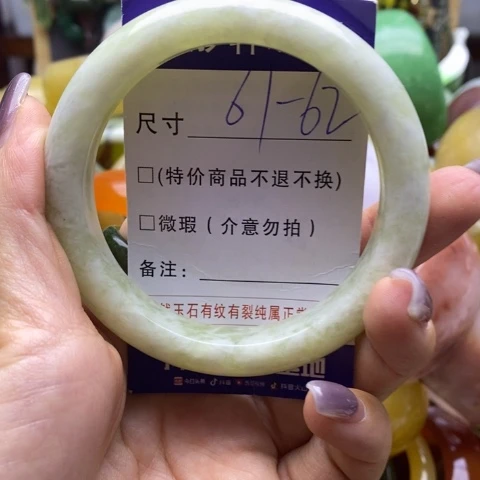 尺寸 61-62
□(特价商品不退不换)
□微瑕(介意勿拍)
备注:
玉石有纹有裂纯属正常